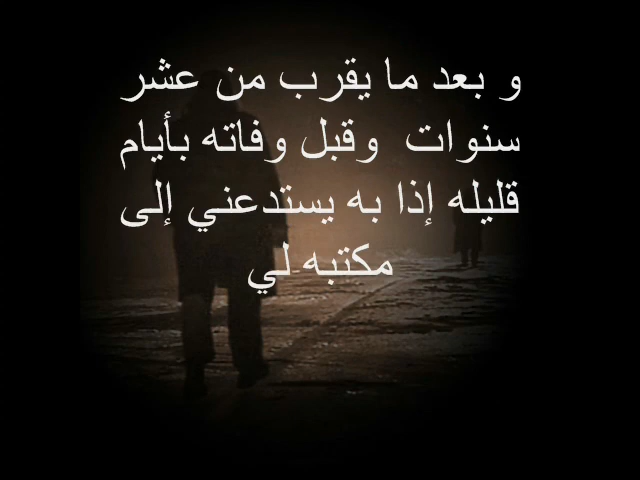 و بعد ما يقرب من عشر
سنوات وقبل وفاته بأيام
قليله إذا به يستدعني إلى
مكتبه لي